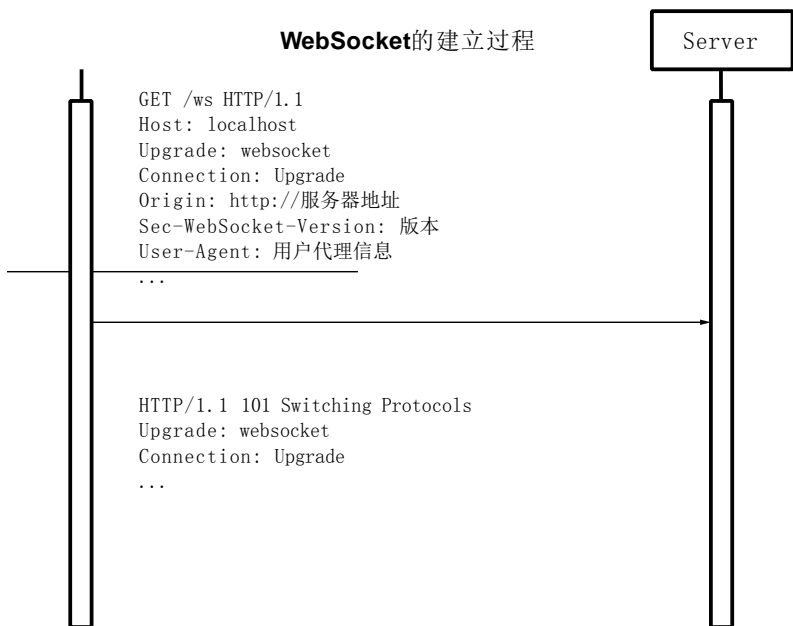 WebSocket的建立过程
Server
GET /ws HTTP/1.1
Host: localhost
Upgrade: websocket
Connection: Upgrade
Origin: http://服务器地址
Sec-WebSocket-Version: 版本
User-Agent: 用户代理信息
...
HTTP/1.1 101 Switching Protocols
Upgrade: websocket
Connection: Upgrade
...